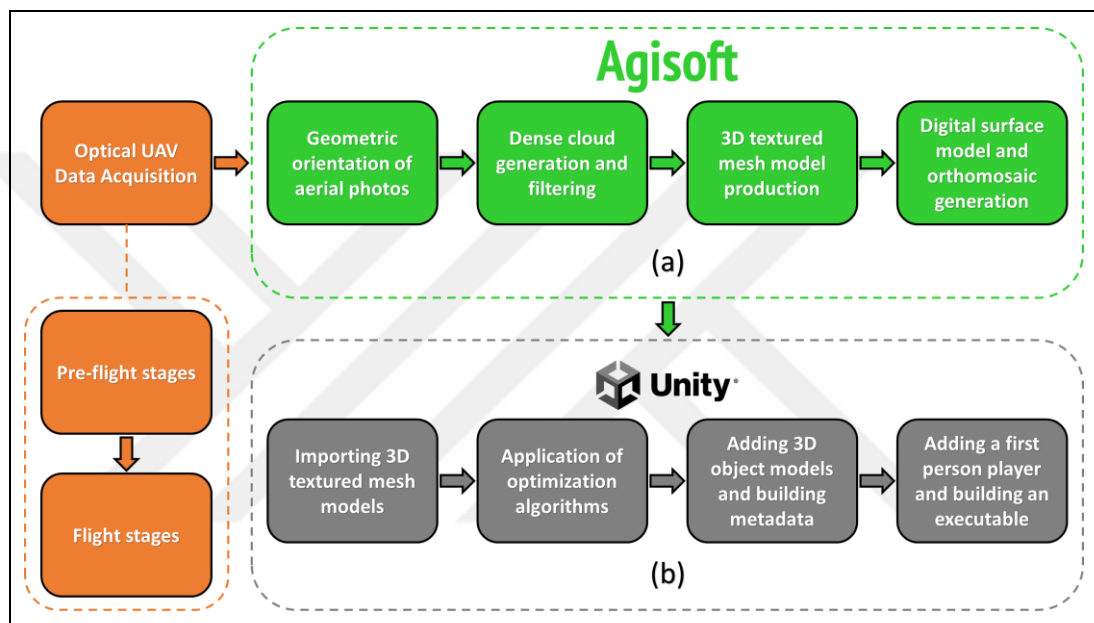 Agisoft
Optical UAV
Data Acquisition
Geometric
orientation of
aerial photos
Dense cloud
generation and
filtering
3D textured
mesh model
production
Digital surface
model and
orthomosaic
generation
(a)
Pre-flight stages
Flight stages
Unity
Importing 3D
textured mesh
models
Application of
optimization
algorithms
Adding 3D
object models
and building
metadata
Adding a first
person player
and building an
executable
(b)